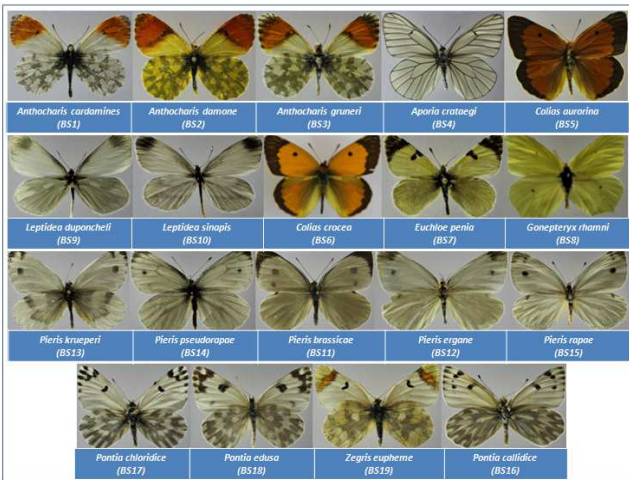 Anthocharis cardamines
(BS1)
Anthocharis damone
(BS2)
Anthocharis gruneri
(BS3)
Aporia crataegi
(BS4)
Colias aurorina
(BS5)
Leptidea duponcheli
(BS9)
Leptidea sinapis
(BS10)
Colias crocea
(BS6)
Euchloe penia
(BS7)
Gonepteryx rhamni
(BS8)
Pieris krueperi
(BS13)
Pieris pseudorapae
(BS14)
Pieris brassicae
(BS11)
Pieris ergane
(BS12)
Pieris rapae
(BS15)
Pontia chloridice
(BS17)
Pontia edusa
(BS18)
Zegris eupheme
(BS19)
Pontia callidice
(BS16)